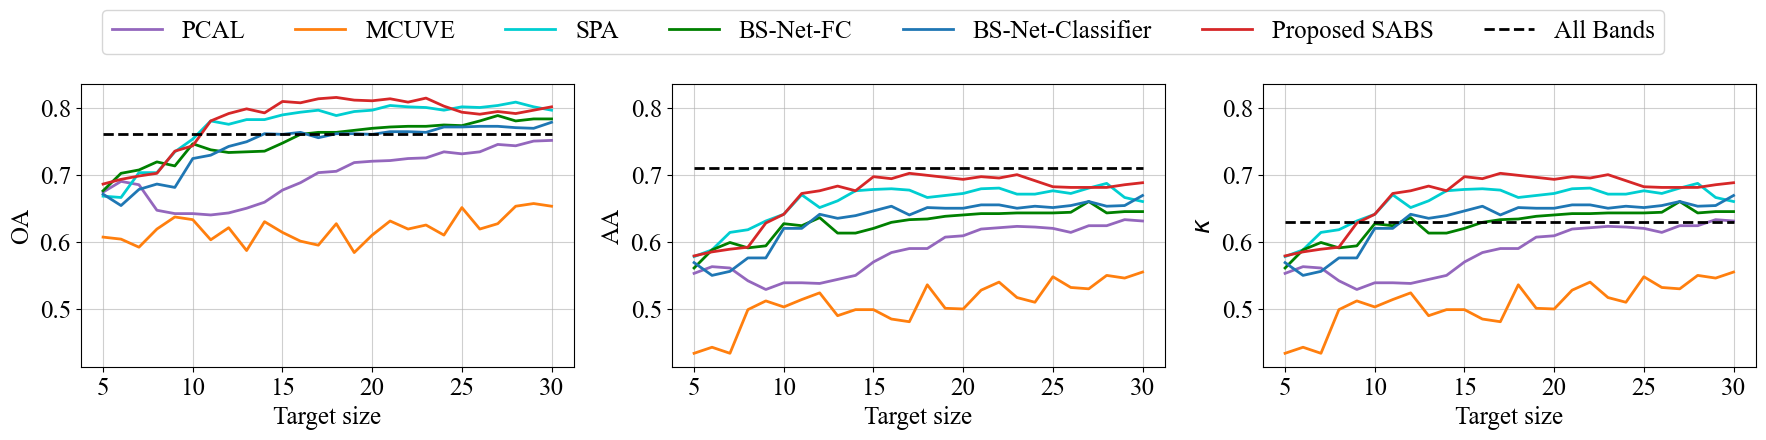 PCAL MCUVE SPA BS-Net-FC BS-Net-Classifier Proposed SABS All Bands
OA
0.8
0.7
0.6
0.5
5 10 15 20 25 30
Target size
AA
0.8
0.7
0.6
0.5
5 10 15 20 25 30
Target size
κ
0.8
0.7
0.6
0.5
5 10 15 20 25 30
Target size